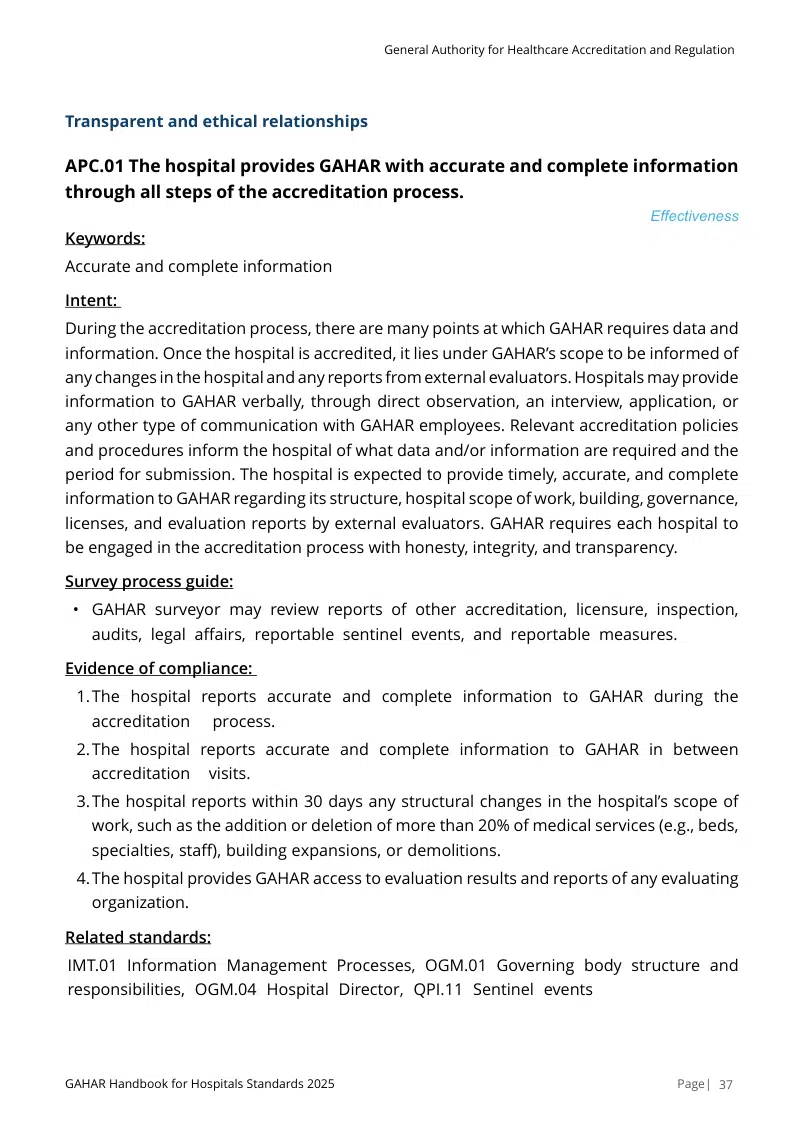 General Authority for Healthcare Accreditation and Regulation
Transparent and ethical relationships
APC.01 The hospital provides GAHAR with accurate and complete information
through all steps of the accreditation process.
Effectiveness
Keywords:
Accurate and complete information
Intent:
During the accreditation process, there are many points at which GAHAR requires data and
information. Once the hospital is accredited, it lies under GAHAR’s scope to be informed of
any changes in the hospital and any reports from external evaluators. Hospitals may provide
information to GAHAR verbally, through direct observation, an interview, application, or
any other type of communication with GAHAR employees. Relevant accreditation policies
and procedures inform the hospital of what data and/or information are required and the
period for submission. The hospital is expected to provide timely, accurate, and complete
information to GAHAR regarding its structure, hospital scope of work, building, governance,
licenses, and evaluation reports by external evaluators. GAHAR requires each hospital to
be engaged in the accreditation process with honesty, integrity, and transparency.
Survey process guide:
• GAHAR surveyor may review reports of other accreditation, licensure, inspection,
audits, legal affairs, reportable sentinel events, and reportable measures.
Evidence of compliance:
1. The hospital reports accurate and complete information to GAHAR during the
accreditation process.
2. The hospital reports accurate and complete information to GAHAR in between
accreditation visits.
3. The hospital reports within 30 days any structural changes in the hospital’s scope of
work, such as the addition or deletion of more than 20% of medical services (e.g., beds,
specialties, staff), building expansions, or demolitions.
4. The hospital provides GAHAR access to evaluation results and reports of any evaluating
organization.
Related standards:
IMT.01 Information Management Processes, OGM.01 Governing body structure and
responsibilities, OGM.04 Hospital Director, QPI.11 Sentinel events
GAHAR Handbook for Hospitals Standards 2025
Page| 37